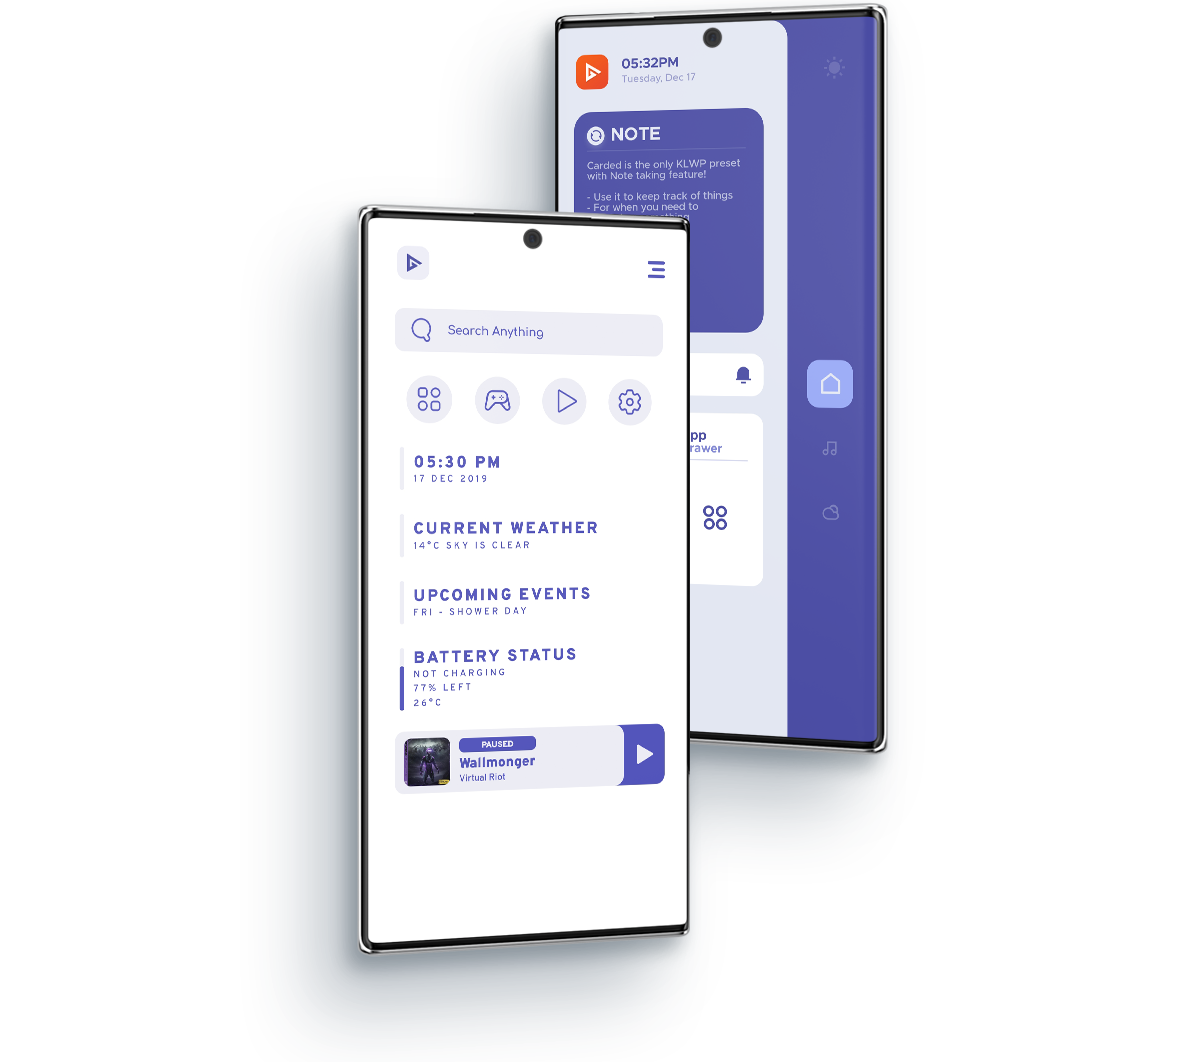 05:32PM
Tuesday, Dec 17
NOTE
Carded is the only KLWP preset
with Note taking feature!
- Use it to keep track of things
- For when you need to
pp
rawer
Search Anything
05:30 PM
17 DEC 2019
CURRENT WEATHER
14°C SKY IS CLEAR
UPCOMING EVENTS
FRI - SHOWER DAY
BATTERY STATUS
NOT CHARGING
77% LEFT
26°C
PAUSED
Wallmonger
Virtual Riot